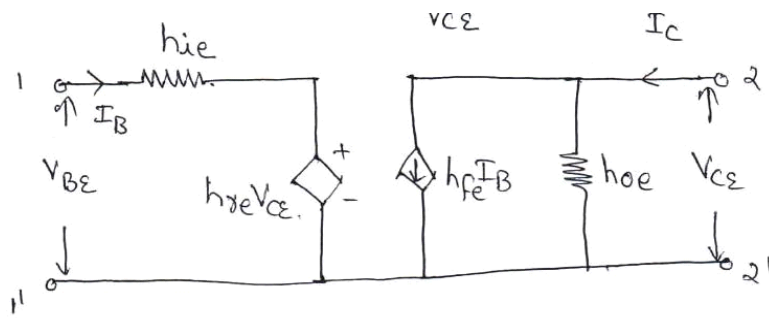 VCE
hie
IC
1
2
IB
+
VBE
hreVCE.
-
hfeIB
hoe
VCE
1'
2'